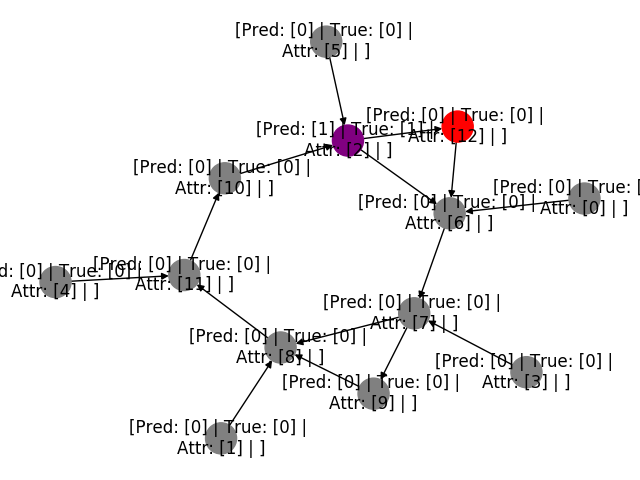 [Pred: [0] | True: [0] |
Attr: [5] | ]
[Pred: [0] | True: [0] |
Attr: [12] | ]
[Pred: [1] | True: [1] |
Attr: [2] | ]
[Pred: [0] | True: [0] |
Attr: [10] | ]
[Pred: [0] | True: [
Attr: [0] | ]
[Pred: [0] | True: [0] |
Attr: [6] | ]
d: [0] | True: [0] |
Attr: [4] | ]
[Pred: [0] | True: [0] |
Attr: [11] | ]
[Pred: [0] | True: [0] |
Attr: [7] | ]
[Pred: [0] | True: [0] |
Attr: [8] | ]
[Pred: [0] | True: [0] |
Attr: [3] | ]
[Pred: [0] | True: [0] |
Attr: [9] | ]
[Pred: [0] | True: [0] |
Attr: [1] | ]